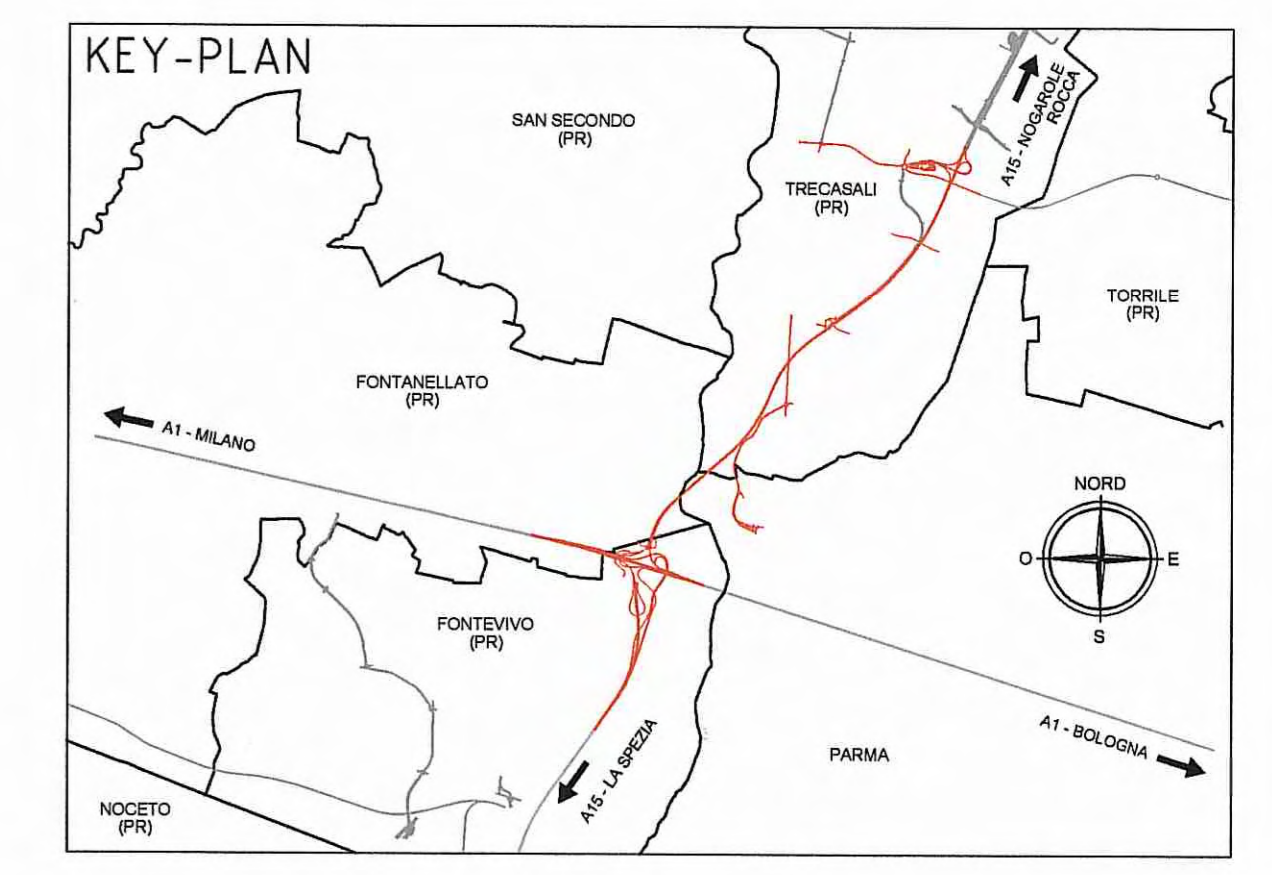 KEY-PLAN
SAN SECONDO
(PR)
A15 - NOGAROLE
ROCCA
TRECASALI
(PR)
TORRILE
(PR)
FONTANELLATO
(PR)
A1 - MILANO
NORD
O
E
S
FONTEVIVO
(PR)
A15 - LA SPEZIA
A1 - BOLOGNA
PARMA
NOCETO
(PR)